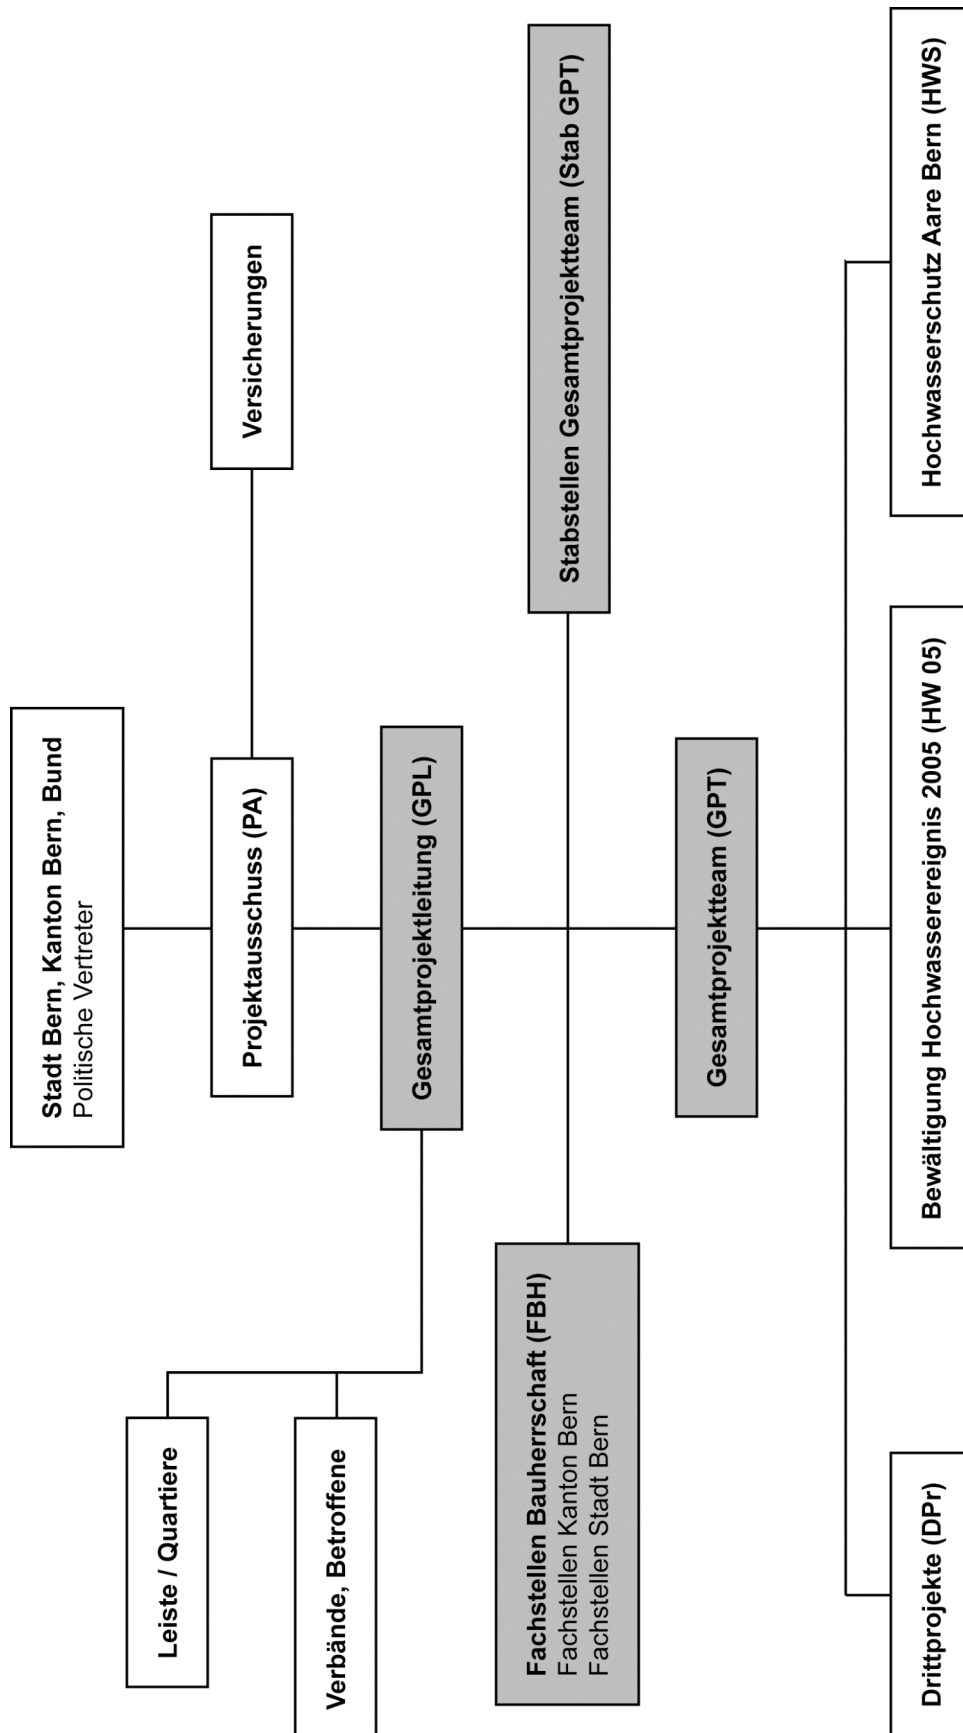 Stadt Bern, Kanton Bern, Bund
Politische Vertreter
Leiste / Quartiere
Projektausschuss (PA)
Versicherungen
Verbände, Betroffene
Gesamtprojektleitung (GPL)
Fachstellen Bauherrschaft (FBH)
Fachstellen Kanton Bern
Fachstellen Stadt Bern
Stabstellen Gesamtprojektteam (Stab GPT)
Gesamtprojektteam (GPT)
Drittprojekte (DPr)
Bewältigung Hochwasserereignis 2005 (HW 05)
Hochwasserschutz Aare Bern (HWS)